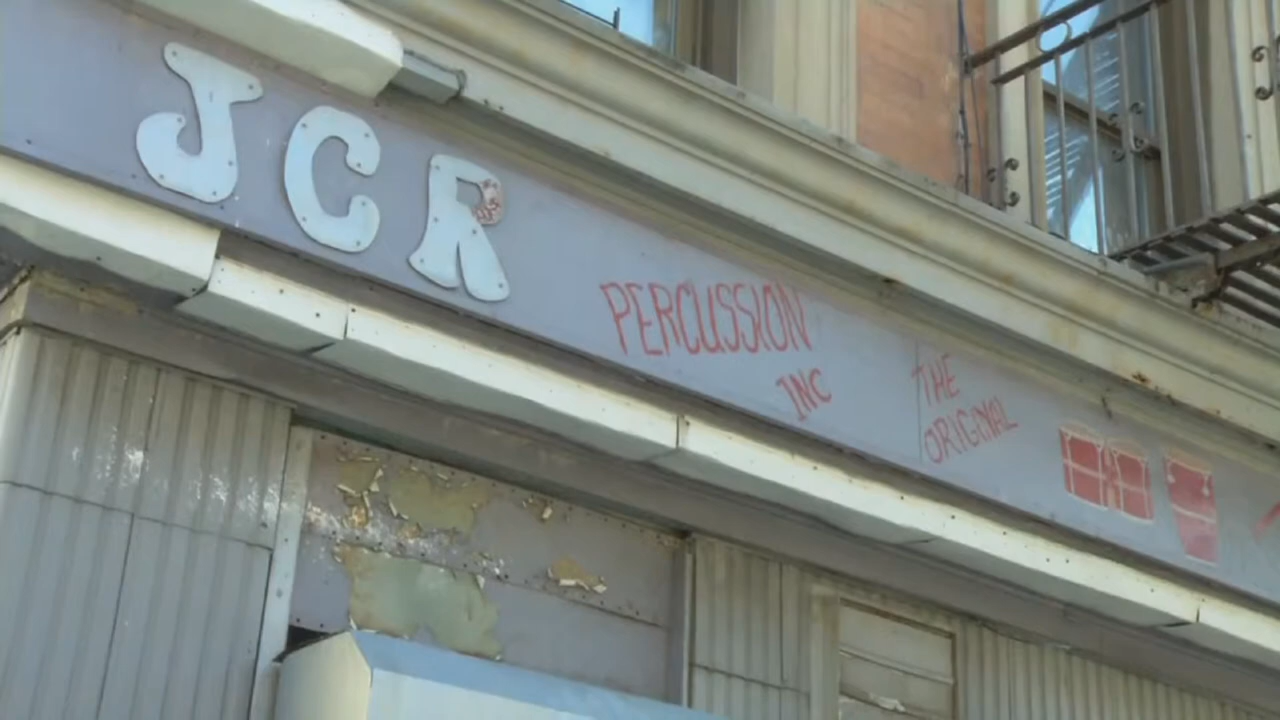 JCR
PERCUSSION
INC
THE
ORIGINAL